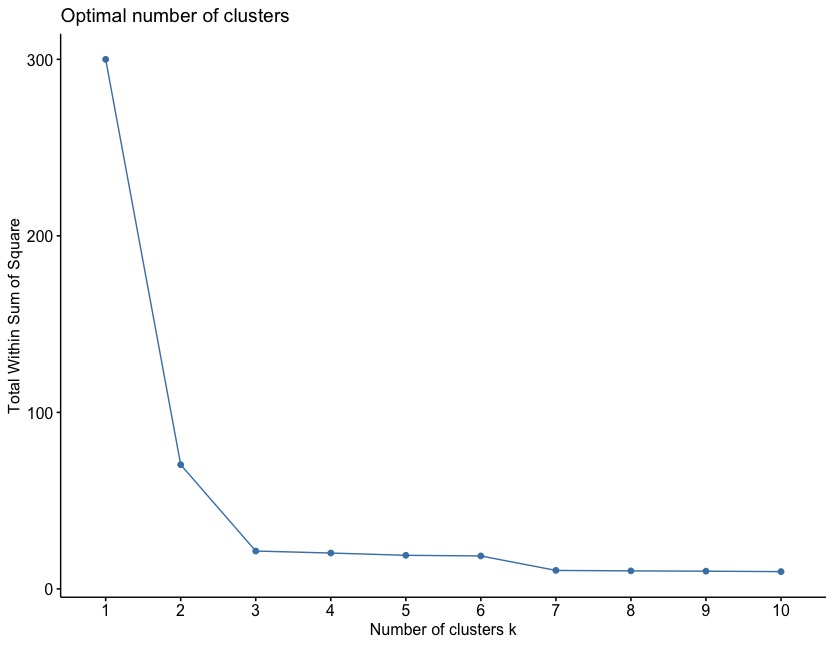 Optimal number of clusters
300
200
100
0
Total Within Sum of Square
1 2 3 4 5 6 7 8 9 10
Number of clusters k